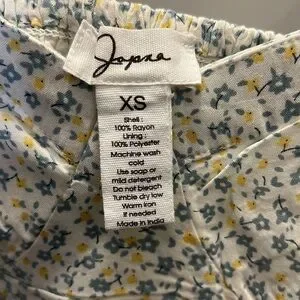 Japna
XS
Shell :
100% Rayon
Lining :
100% Polyester
Machine wash
cold
Use soap or
mild detergent
Do not bleach
Tumble dry low
Warm iron
if needed
Made in India